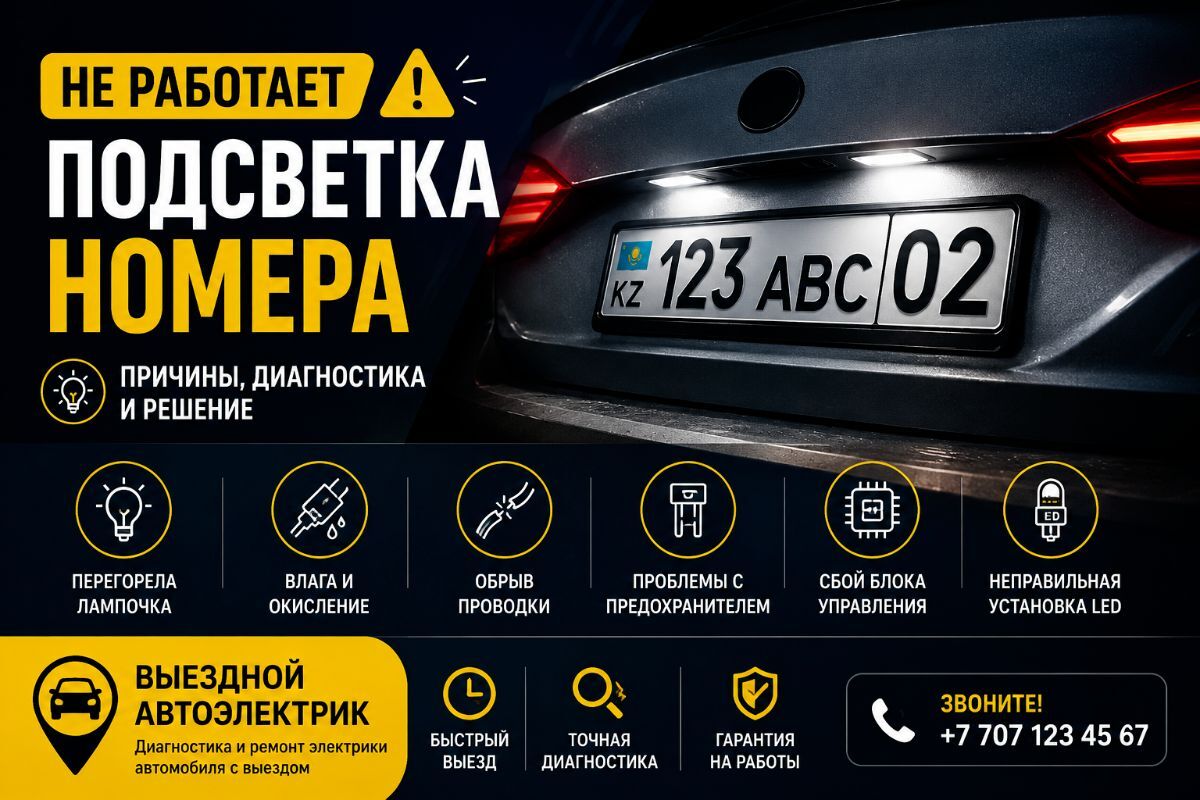 НЕ РАБОТАЕТ
ПОДСВЕТКА
НОМЕРА
ПРИЧИНЫ, ДИАГНОСТИКА
И РЕШЕНИЕ
KZ 123 ABC 02
ПЕРЕГОРЕЛА
ЛАМПОЧКА
ВЛАГА И
ОКИСЛЕНИЕ
ОБРЫВ
ПРОВОДКИ
ПРОБЛЕМЫ С
ПРЕДОХРАНИТЕЛЕМ
СБОЙ БЛОКА
УПРАВЛЕНИЯ
ED
НЕПРАВИЛЬНАЯ
УСТАНОВКА LED
ВЫЕЗДНОЙ
АВТОЭЛЕКТРИК
Диагностика и ремонт электрики
автомобиля с выездом
БЫСТРЫЙ
ВЫЕЗД
ТОЧНАЯ
ДИАГНОСТИКА
ГАРАНТИЯ
НА РАБОТЫ
ЗВОНИТЕ!
+7 707 123 45 67